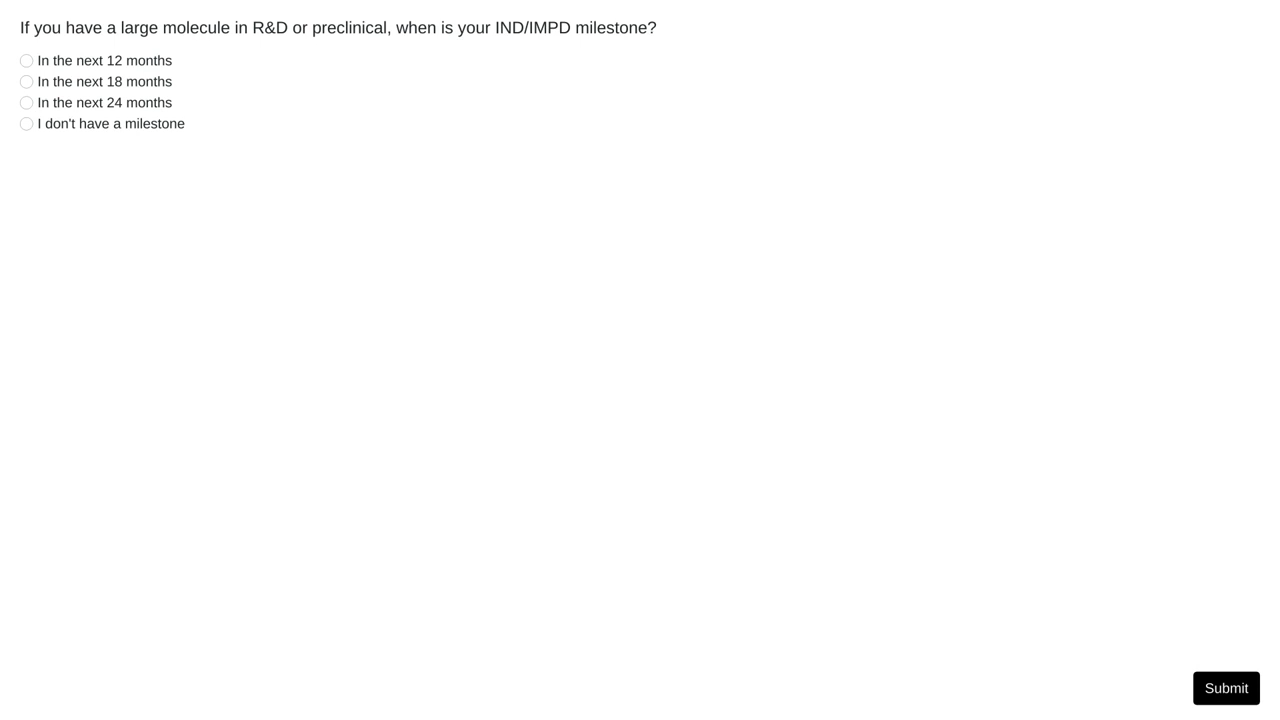 If you have a large molecule in R&D or preclinical, when is your IND/IMPD milestone?
In the next 12 months
In the next 18 months
In the next 24 months
I don't have a milestone
Submit